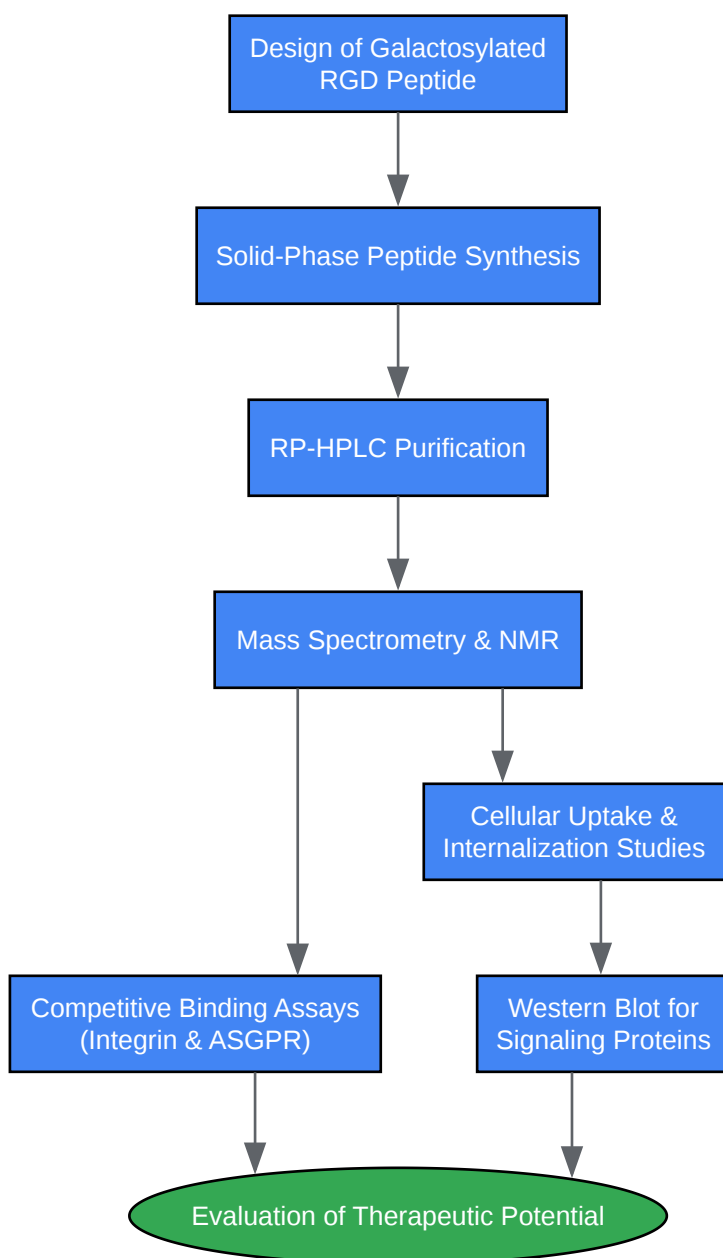 Design of Galactosylated
RGD Peptide
Solid-Phase Peptide Synthesis
RP-HPLC Purification
Mass Spectrometry & NMR
Cellular Uptake &
Internalization Studies
Competitive Binding Assays
(Integrin & ASGPR)
Western Blot for
Signaling Proteins
Evaluation of Therapeutic Potential